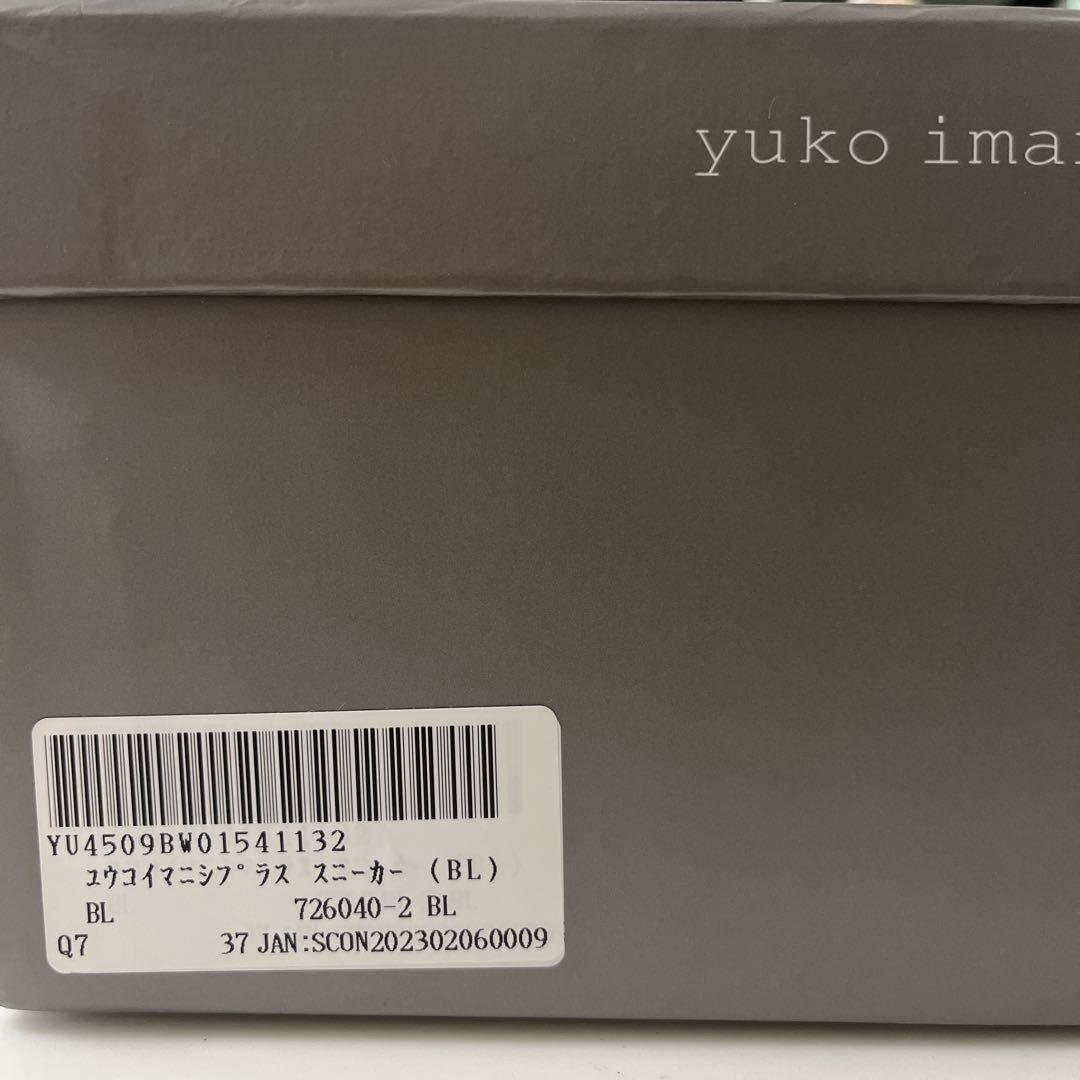 yuko iman
YU4509BW01541132
ﾕｳｺｲﾏﾆｼﾌﾟﾗｽ ｽﾆｰｶｰ (BL)
BL 726040-2 BL
Q7 37 JAN:SCON202302060009